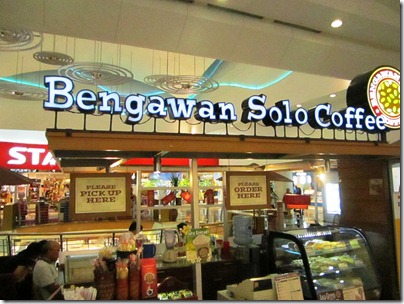 Bengawan Solo Coffee
STA
PLEASE
PICK UP
HERE
PLEASE
ORDER
HERE